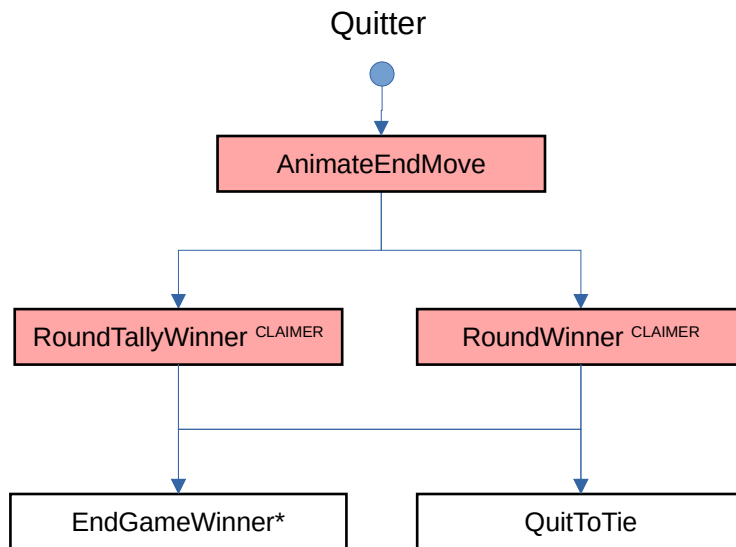 Quitter
AnimateEndMove
RoundTallyWinner CLAIMER
RoundWinner CLAIMER
EndGameWinner*
QuitToTie